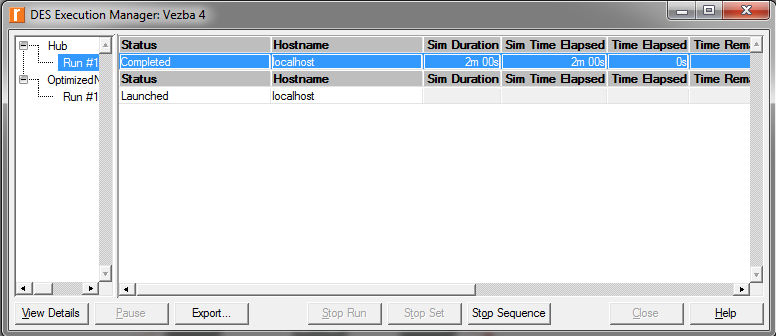 DES Execution Manager: Vezba 4
Hub
Run #1
OptimizedN
Run #1
Status Hostname Sim Duration Sim Time Elapsed Time Elapsed Time Rema
Completed localhost 2m 00s 2m 00s 0s
Status Hostname Sim Duration Sim Time Elapsed Time Elapsed Time Rema
Launched localhost
View Details Pause Export... Stop Run Stop Set Stop Sequence Close Help